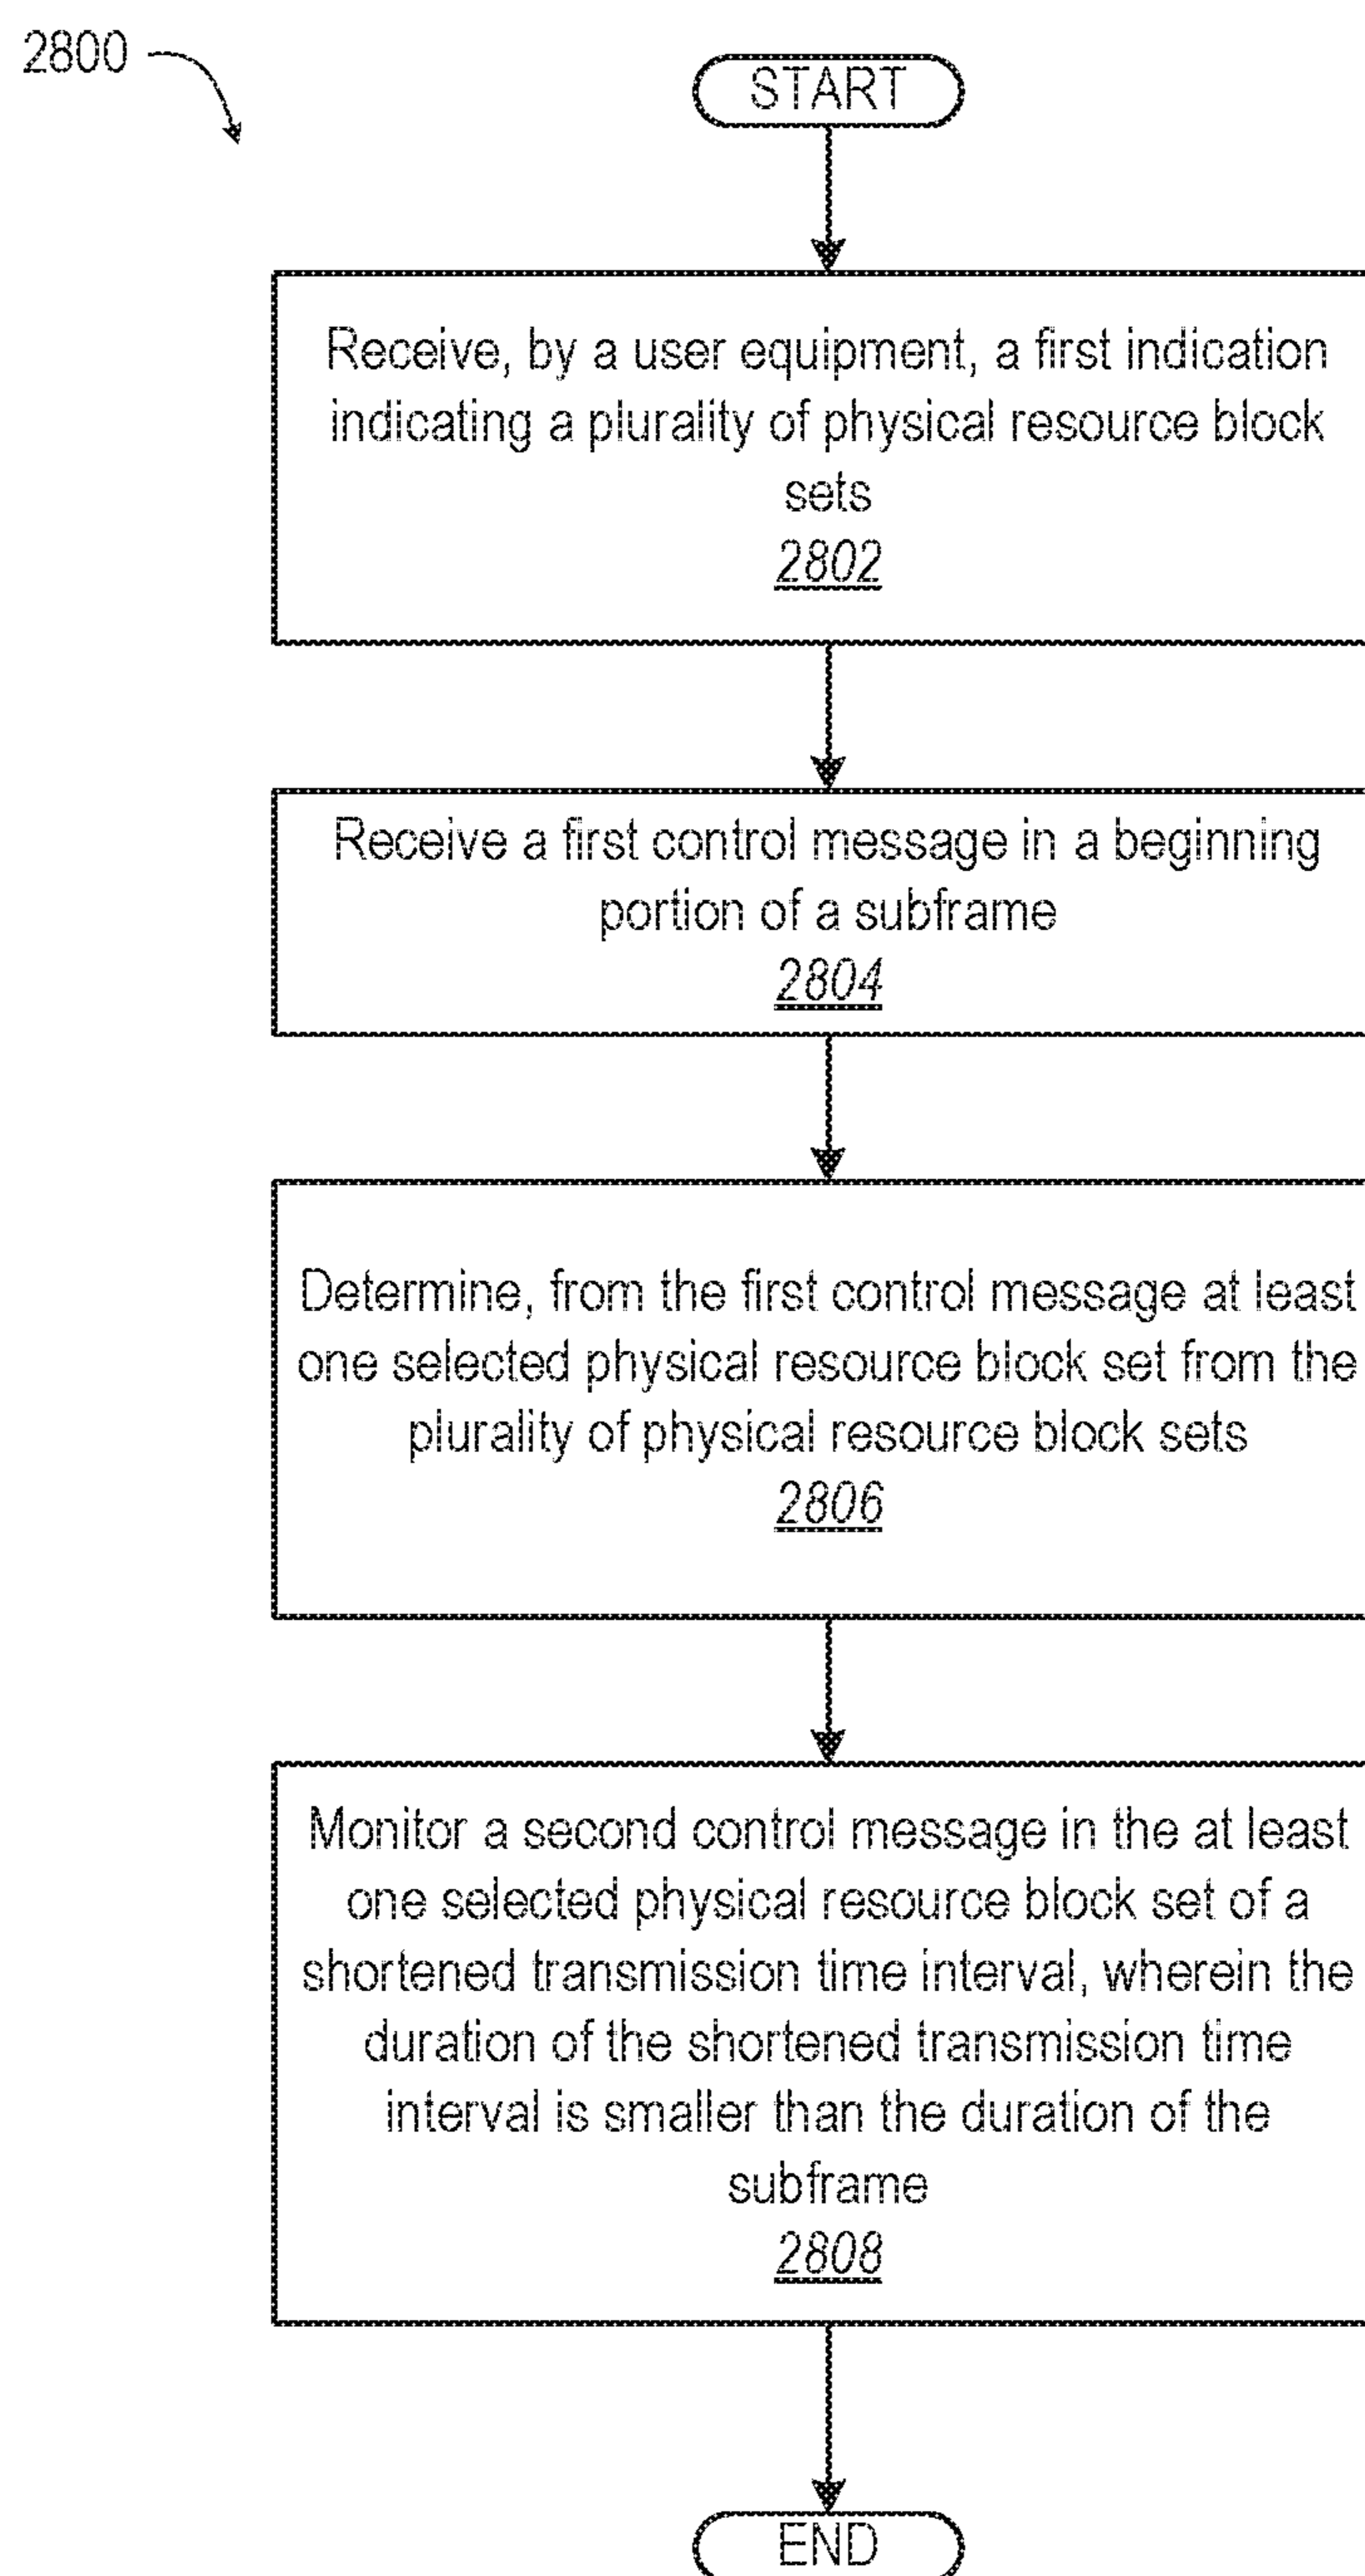 2800
START
Receive, by a user equipment, a first indication
indicating a plurality of physical resource block
sets
2802
Receive a first control message in a beginning
portion of a subframe
2804
Determine, from the first control message at least
one selected physical resource block set from the
plurality of physical resource block sets
2806
Monitor a second control message in the at least
one selected physical resource block set of a
shortened transmission time interval, wherein the
duration of the shortened transmission time
interval is smaller than the duration of the
subframe
2808
END